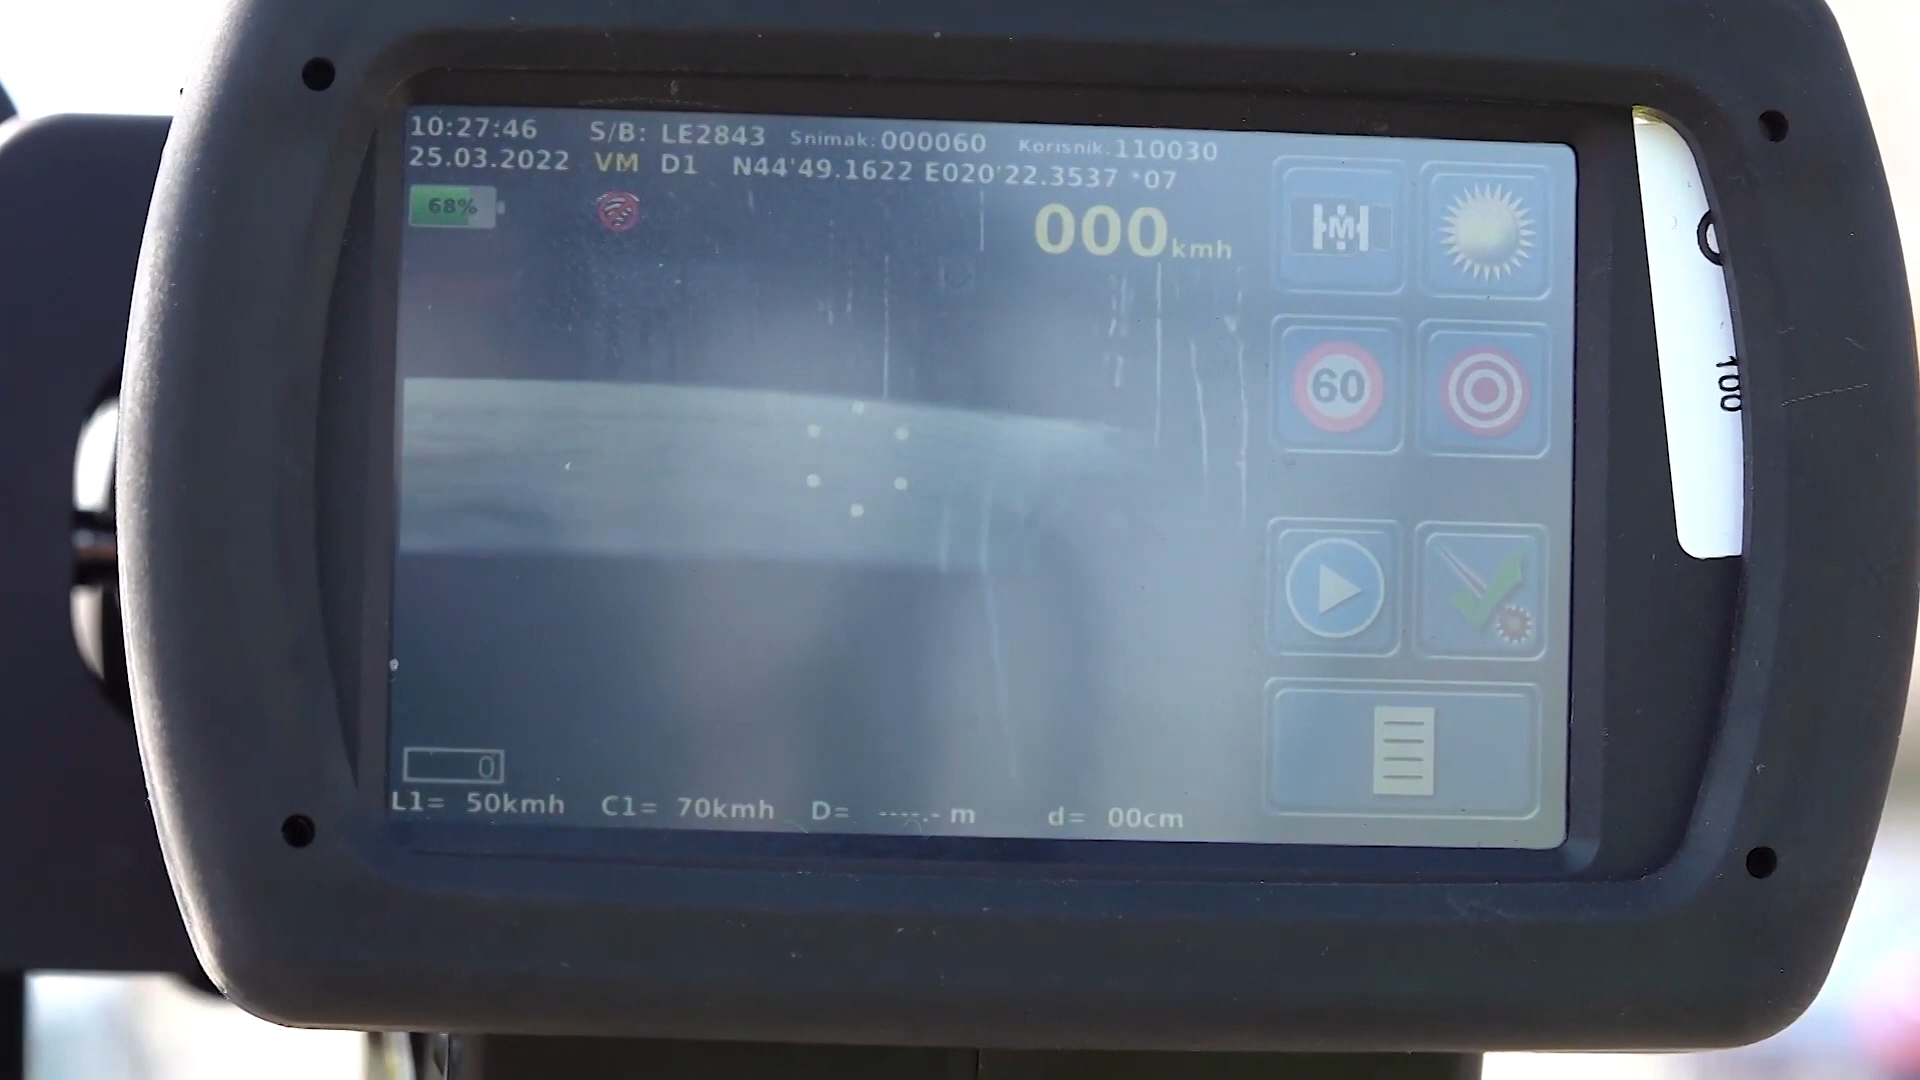 10:27:46 S/B: LE2843 Snimak:000060 Korisnik:110030
25.03.2022 VM D1 N44'49.1622 E020'22.3537 *07
68%
000kmh
M
60
0
L1= 50kmh C1= 70kmh D= ----.- m d= 00cm
100